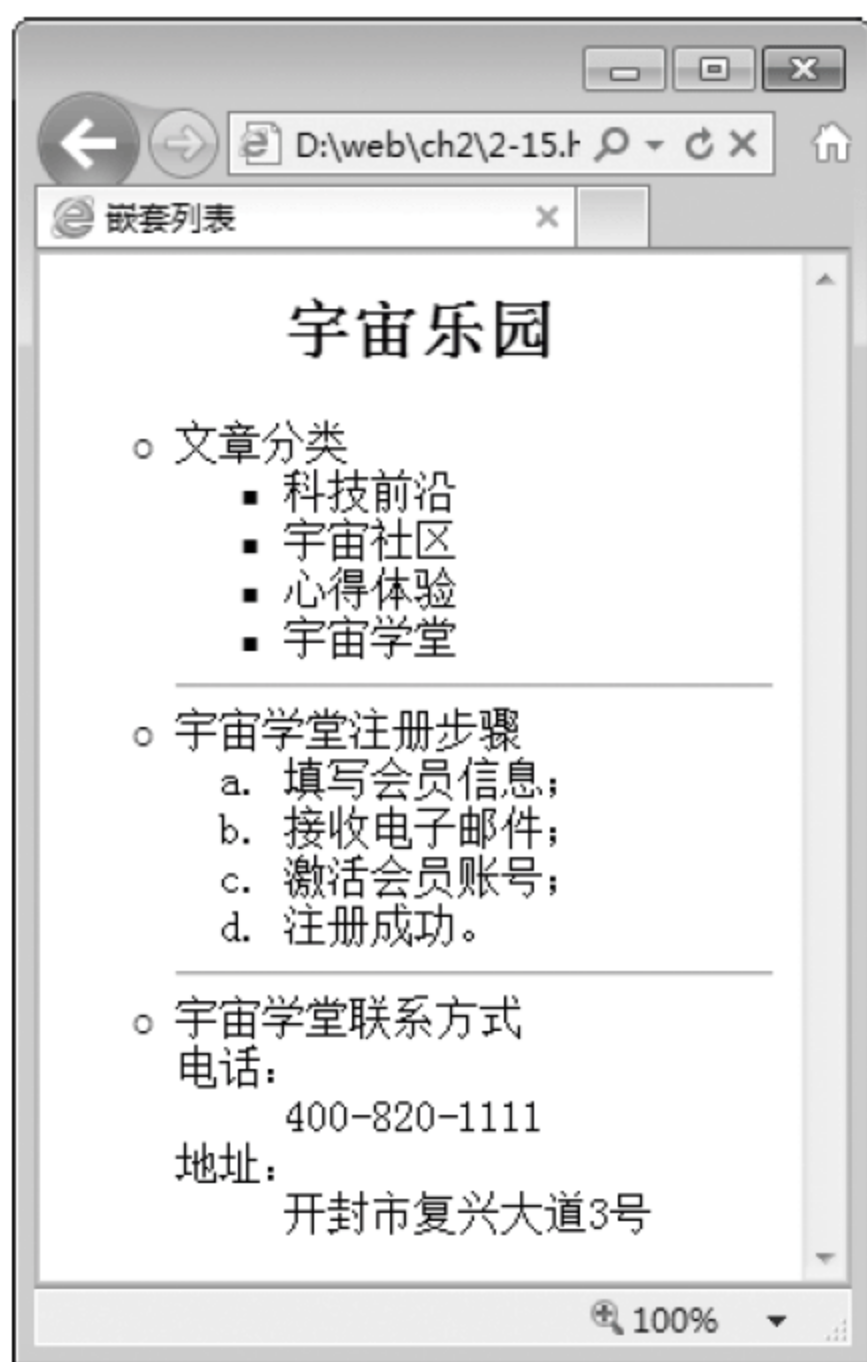 D:\web\ch2\2-15.h
嵌套列表
宇宙乐园
文章分类
科技前沿
宇宙社区
心得体验
宇宙学堂
宇宙学堂注册步骤
a. 填写会员信息；
b. 接收电子邮件；
c. 激活会员账号；
d. 注册成功。
宇宙学堂联系方式
电话：
400-820-1111
地址：
开封市复兴大道3号
100%